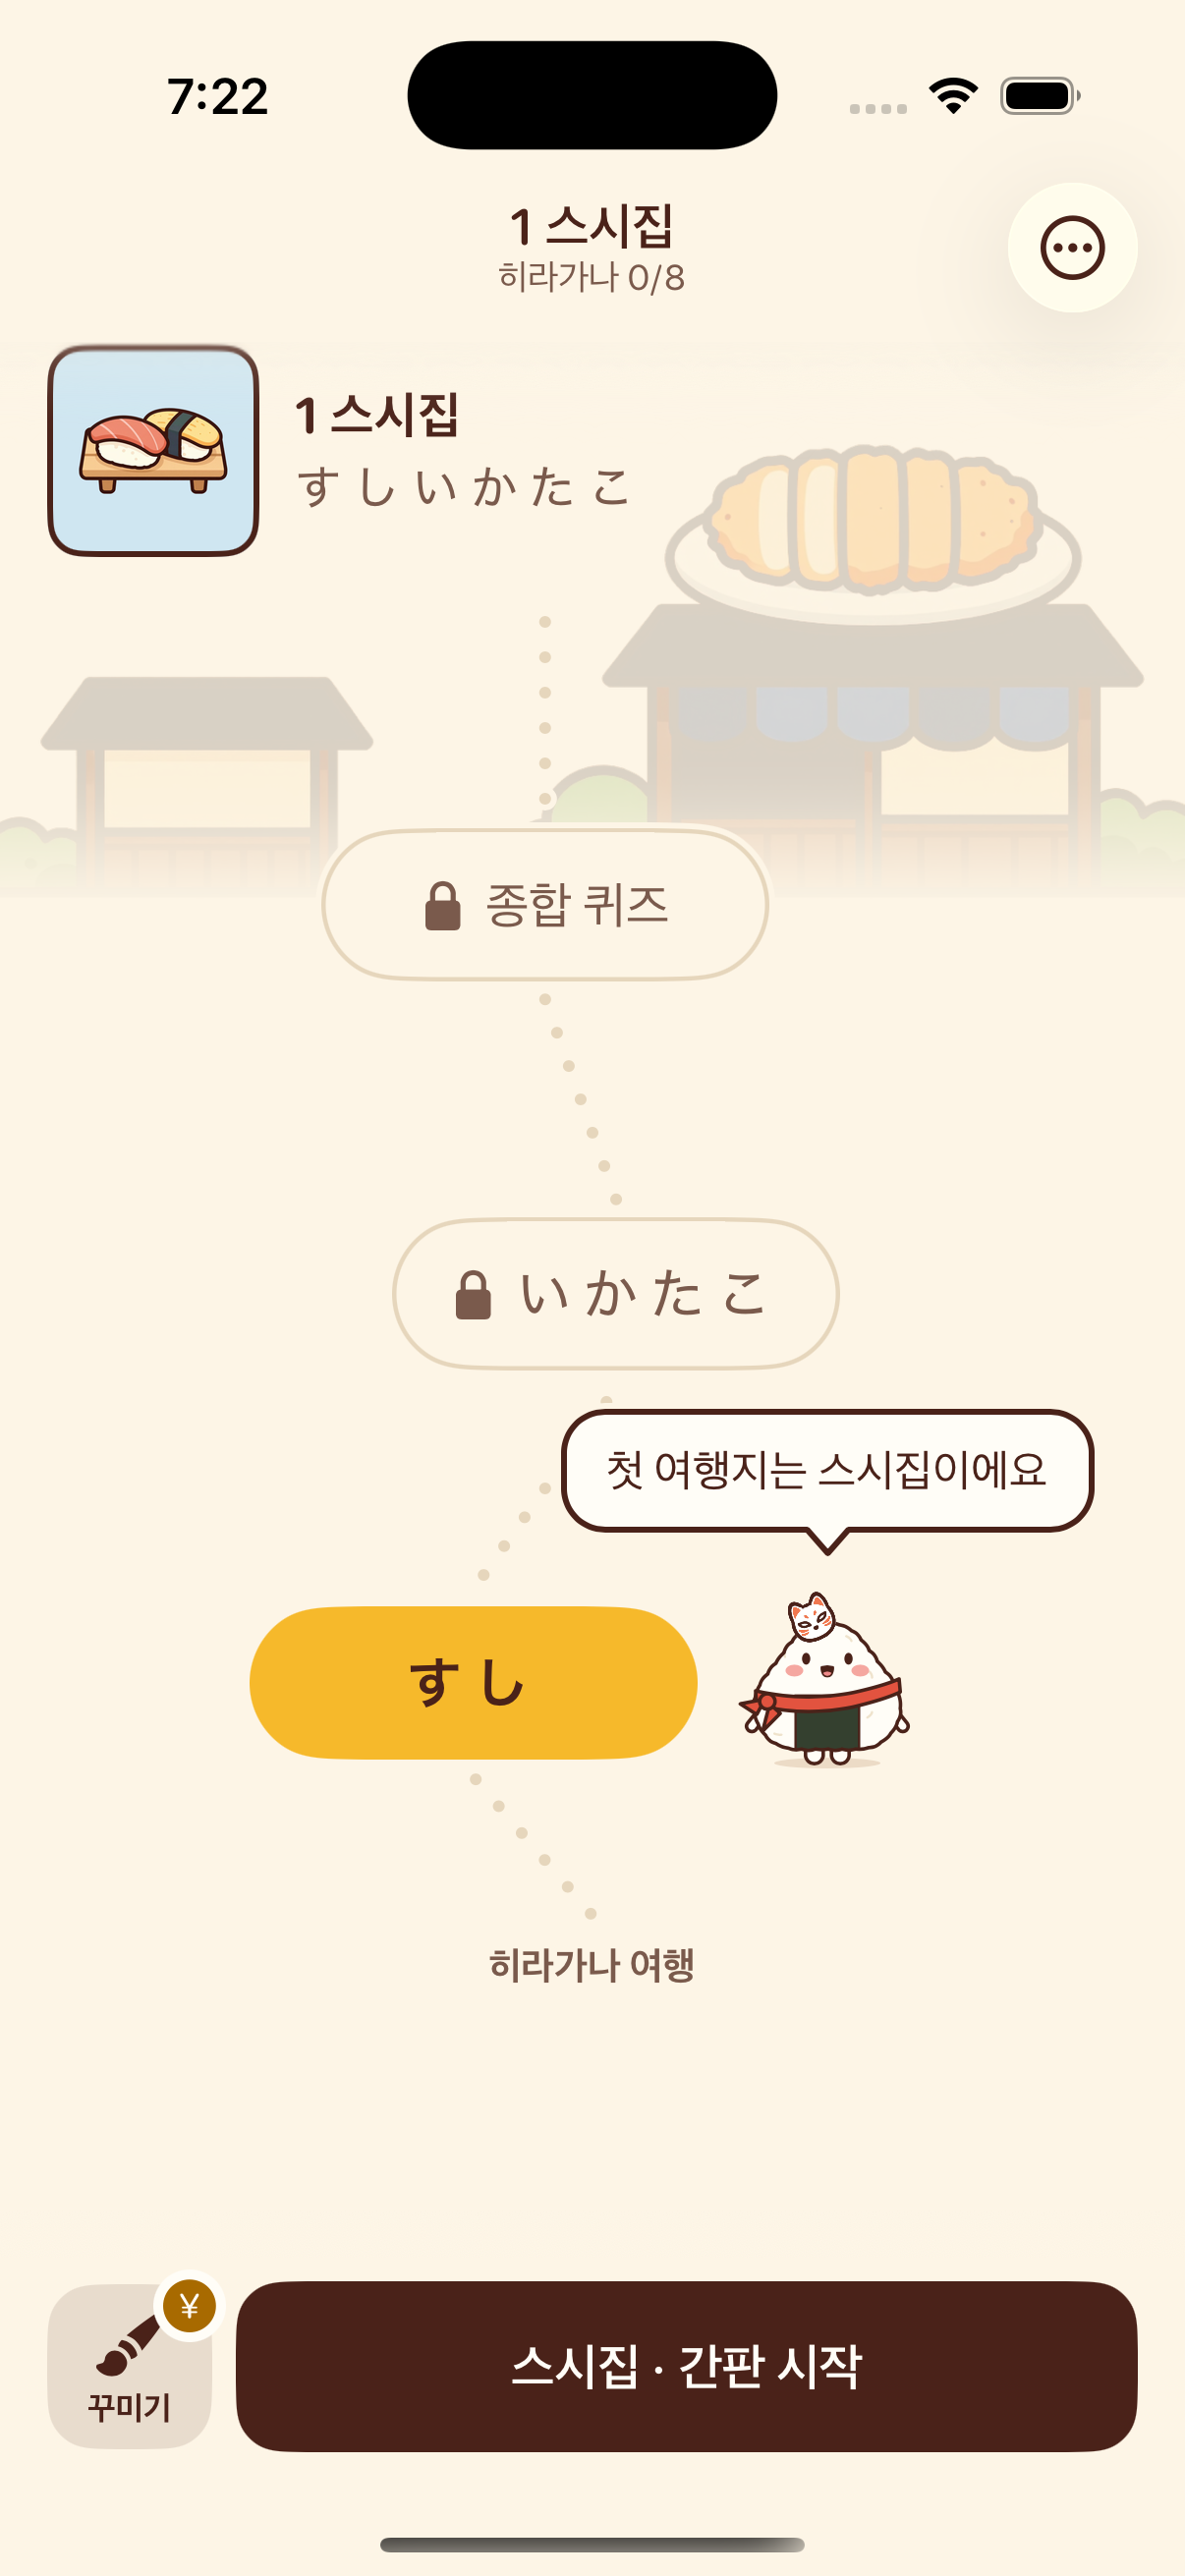 7:22
1 스시집
히라가나 0/8
1 스시집
す し い か た こ
종합 퀴즈
い か た こ
첫 여행지는 스시집이에요
す し
히라가나 여행
¥
꾸미기
스시집 · 간판 시작